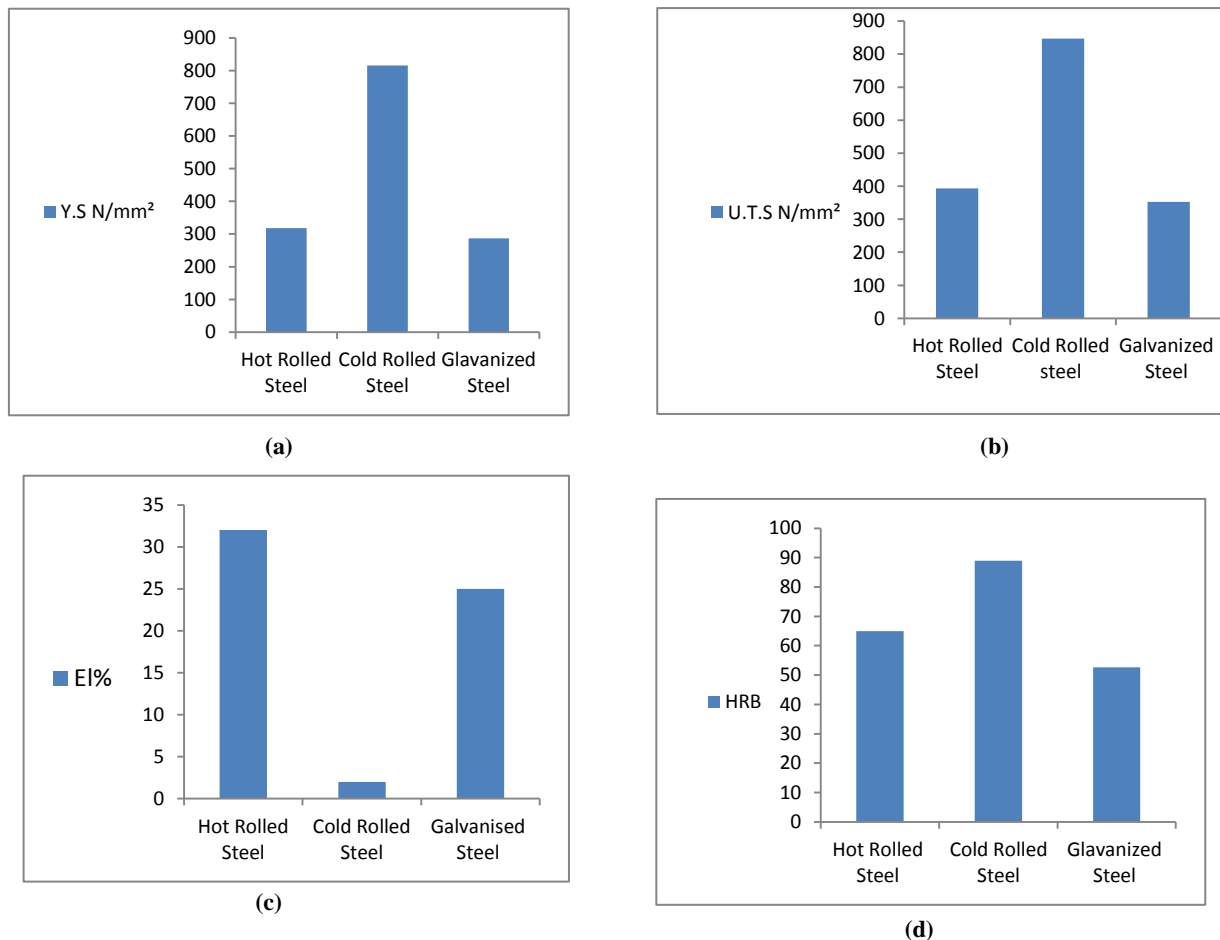 900
800
700
600
500
400
300
200
100
0
Y.S N/mm²
Hot Rolled Steel
Cold Rolled Steel
Glavanized Steel
(a)
900
800
700
600
500
400
300
200
100
0
U.T.S N/mm²
Hot Rolled Steel
Cold Rolled steel
Galvanized Steel
(b)
35
30
25
20
15
10
5
0
El%
Hot Rolled Steel
Cold Rolled Steel
Galvanised Steel
(c)
100
90
80
70
60
50
40
30
20
10
0
HRB
Hot Rolled Steel
Cold Rolled Steel
Glavanized Steel
(d)